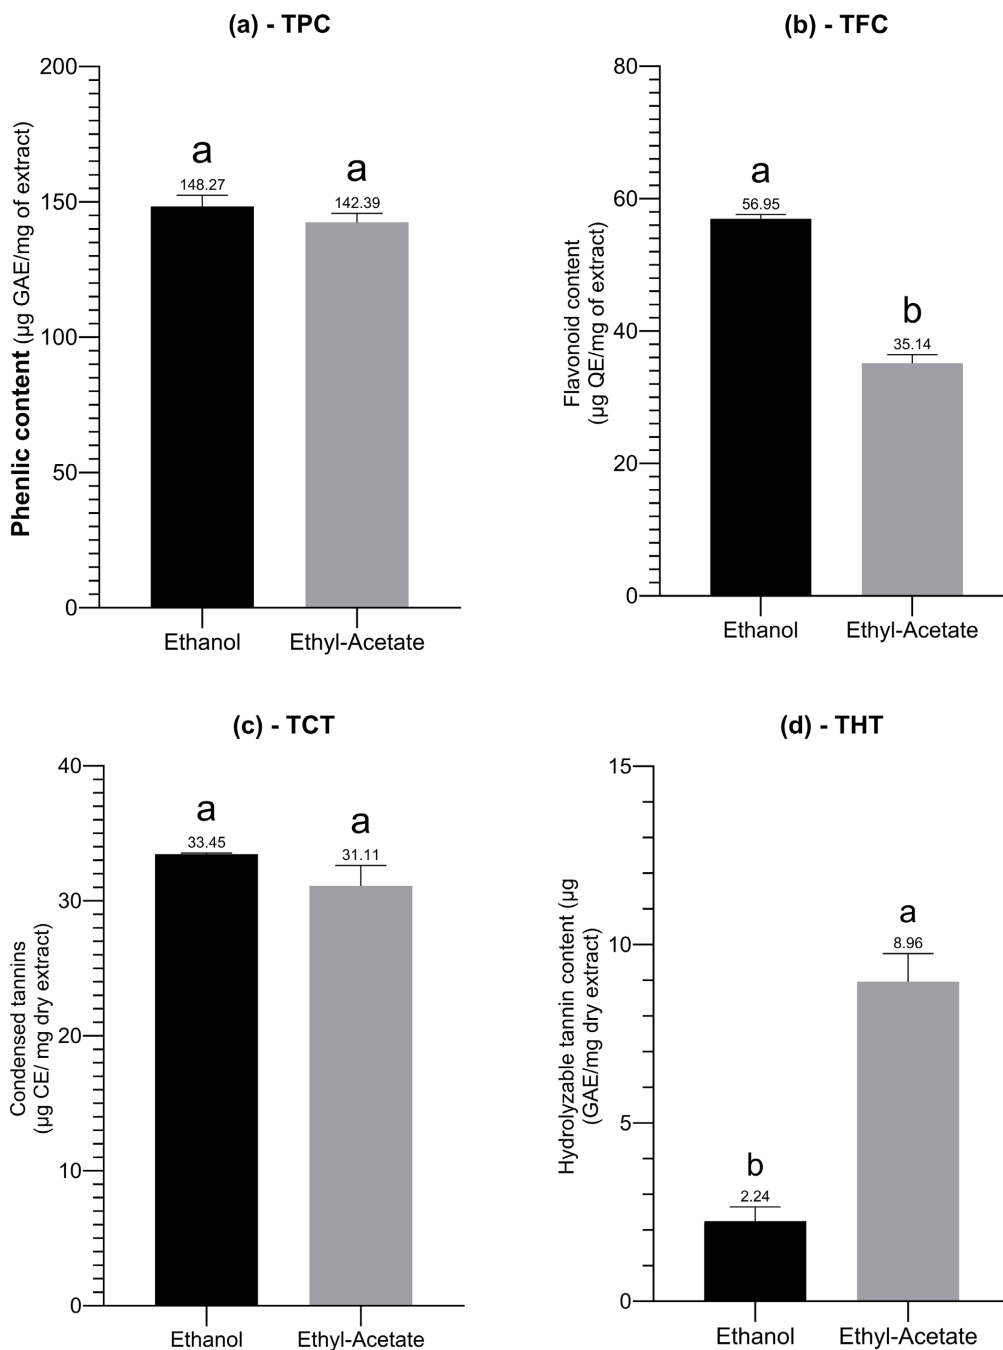 (a) - TPC
Phenlic content (µg GAE/mg of extract)
200
150
100
50
0
a
148.27
a
142.39
Ethanol
Ethyl-Acetate
(b) - TFC
Flavonoid content
(µg QE/mg of extract)
80
60
40
20
0
a
56.95
b
35.14
Ethanol
Ethyl-Acetate
(c) - TCT
Condensed tannins
(µg CE/ mg dry extract)
40
30
20
10
0
a
33.45
a
31.11
Ethanol
Ethyl-Acetate
(d) - THT
Hydrolyzable tannin content (µg
(GAE/mg dry extract)
15
10
5
0
b
2.24
a
8.96
Ethanol
Ethyl-Acetate